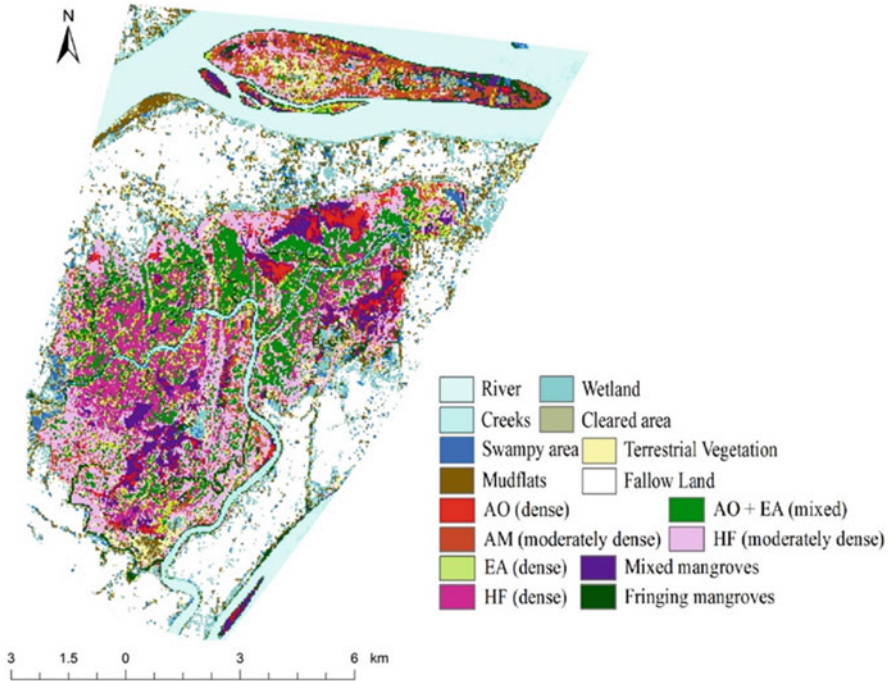 N
River Wetland
Creeks Cleared area
Swampy area Terrestrial Vegetation
Mudflats Fallow Land
AO (dense) AO + EA (mixed)
AM (moderately dense) HF (moderately dense)
EA (dense) Mixed mangroves
HF (dense) Fringing mangroves
3 1.5 0 3 6 km